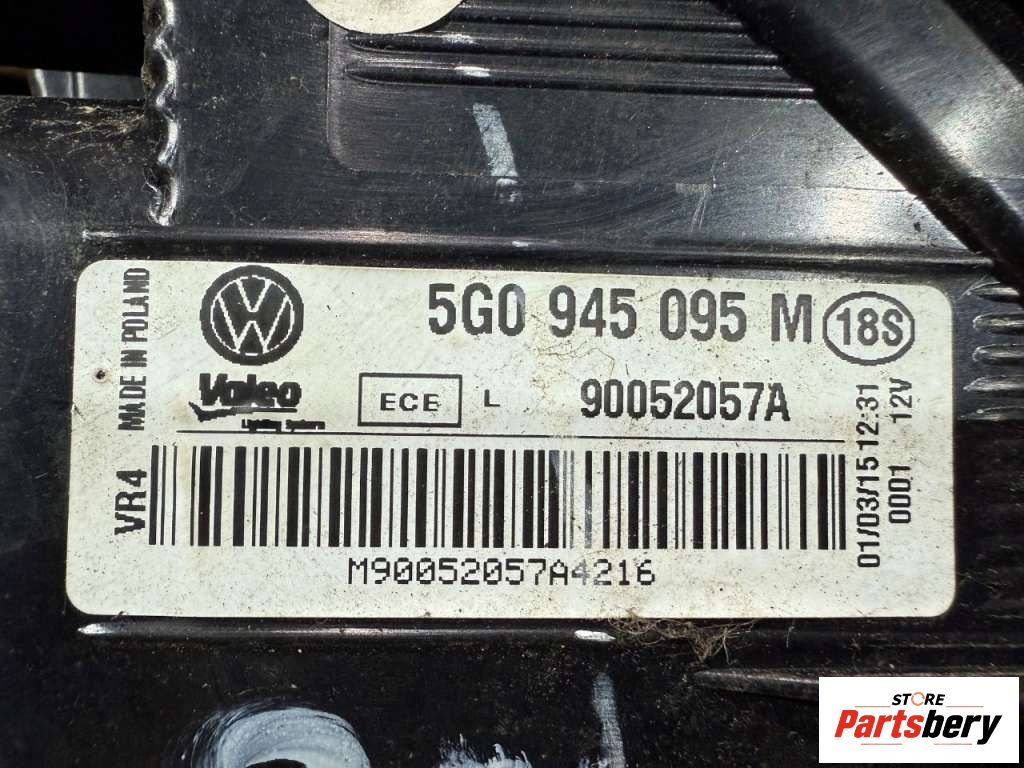 MADE IN POLAND
5G0 945 095 M 18S
Valeo
Lighting Systems
ECE L 90052057A
01/03/15 12:31
0001 12V
VR4
M90052057A4216
STORE
Partsbery